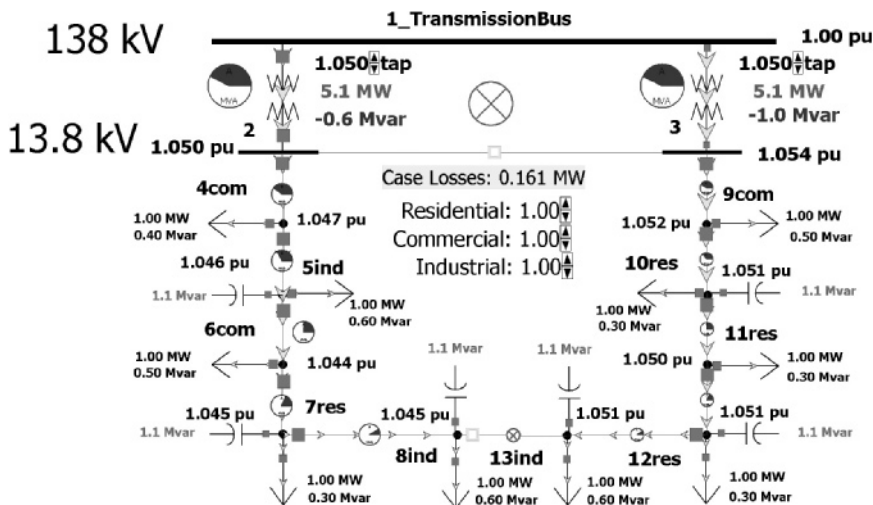 1_TransmissionBus
138 kV
1.00 pu
1.050 tap
1.050 tap
A
MVA
A
MVA
5.1 MW
5.1 MW
-0.6 Mvar
-1.0 Mvar
13.8 kV
2
3
1.050 pu
1.054 pu
Case Losses: 0.161 MW
4com
9com
Residential: 1.00
Commercial: 1.00
Industrial: 1.00
1.00 MW
0.40 Mvar
1.047 pu
1.052 pu
1.00 MW
0.50 Mvar
1.046 pu
5ind
10res
1.051 pu
1.1 Mvar
1.00 MW
0.60 Mvar
1.00 MW
0.30 Mvar
1.1 Mvar
6com
11res
1.00 MW
0.50 Mvar
1.044 pu
1.1 Mvar
1.1 Mvar
1.050 pu
1.00 MW
0.30 Mvar
1.045 pu
7res
1.045 pu
1.051 pu
1.051 pu
1.1 Mvar
8ind
13ind
12res
1.1 Mvar
1.00 MW
0.30 Mvar
1.00 MW
0.60 Mvar
1.00 MW
0.60 Mvar
1.00 MW
0.30 Mvar